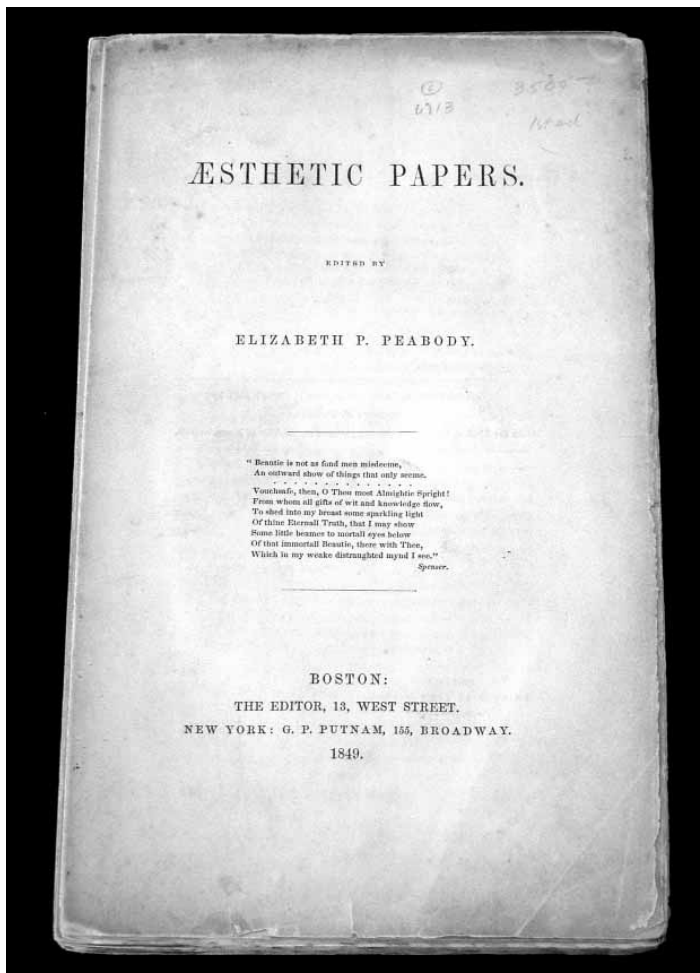 6913
1st ed
ÆSTHETIC PAPERS.
EDITED BY
ELIZABETH P. PEABODY.
" Beautie is not as fond men misdeeme,
An outward show of things that only seeme.
. . . . . . . . . . . . . .
Vouchsafe, then, O Thou most Almightie Spright!
From whom all gifts of wit and knowledge flow,
To shed into my breast some sparkling light
Of thine Eternall Truth, that I may show
Some little beames to mortall eyes below
Of that immortall Beautie, there with Thee,
Which in my weake distraughted mynd I see."
Spenser.
BOSTON:
THE EDITOR, 13, WEST STREET.
NEW YORK: G. P. PUTNAM, 155, BROADWAY.
1849.